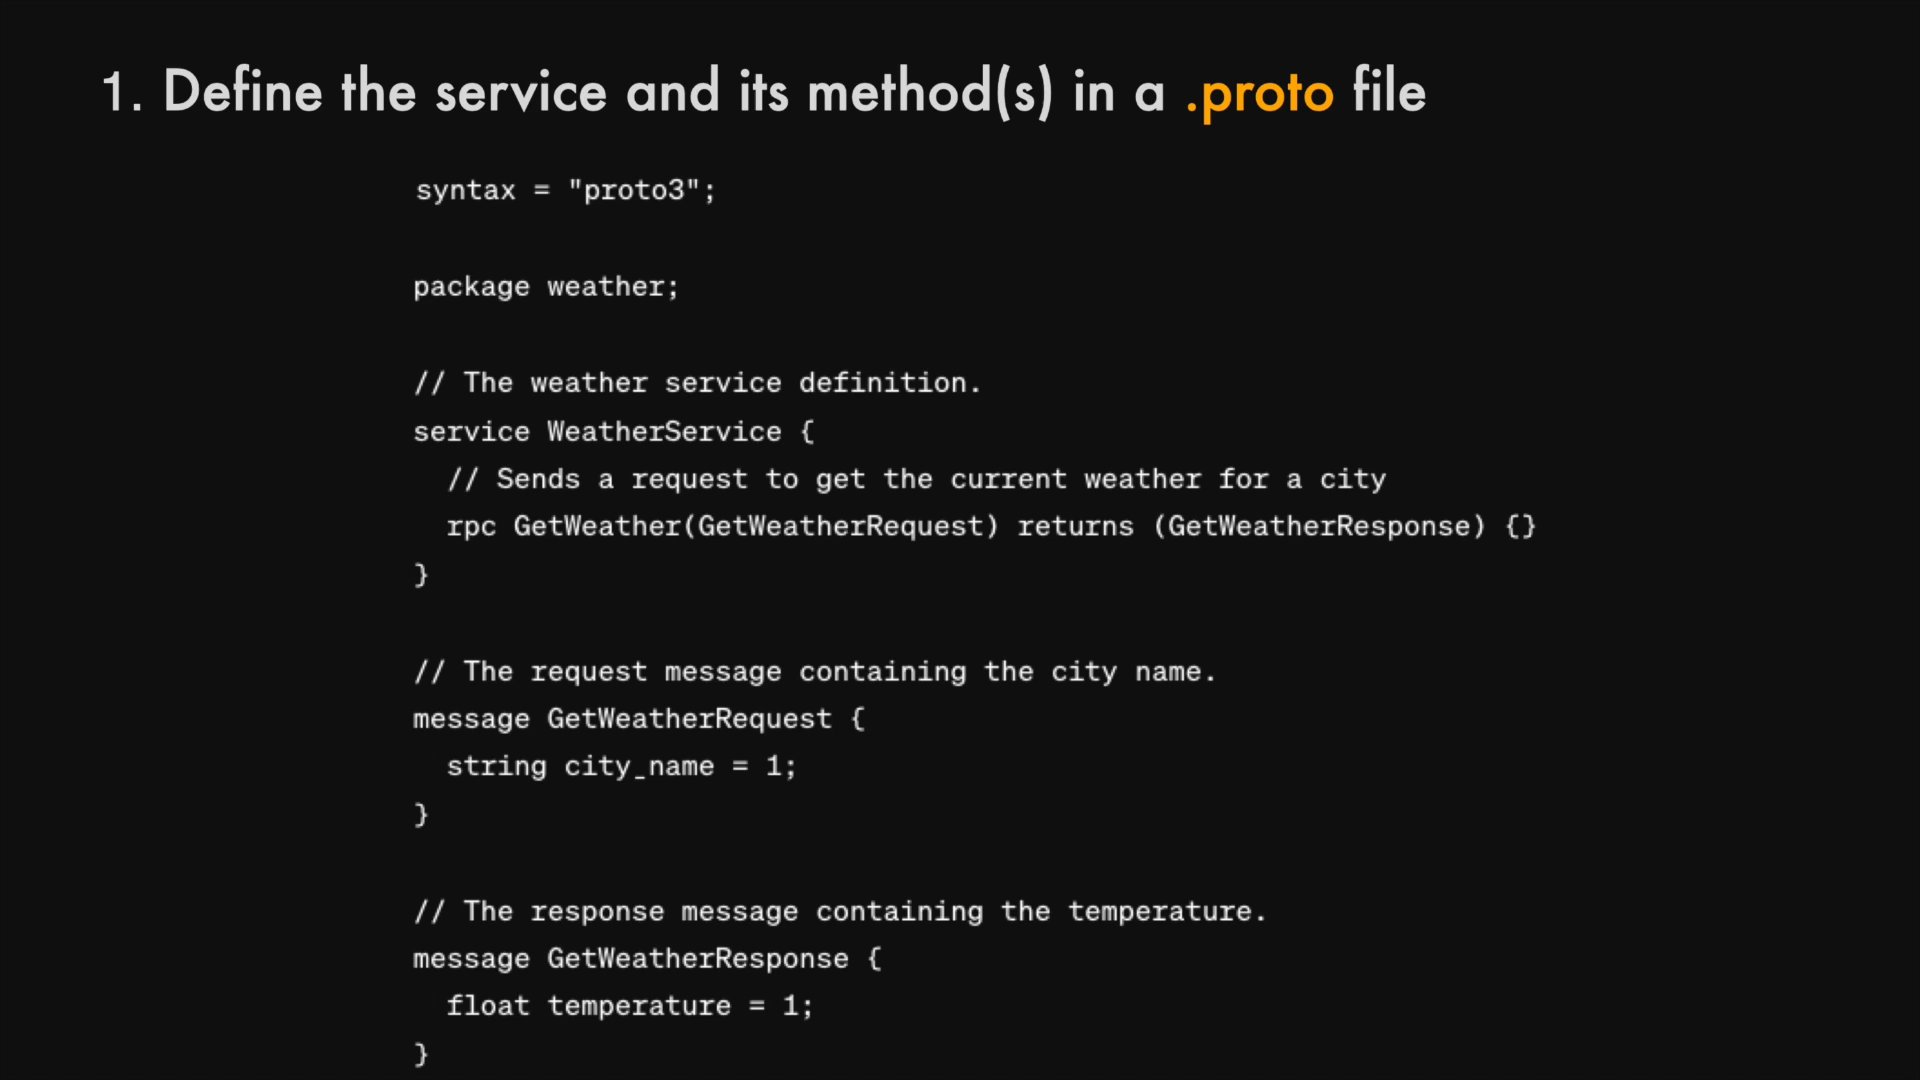 1. Define the service and its method(s) in a .proto file
syntax = "proto3";
package weather;
// The weather service definition.
service WeatherService {
// Sends a request to get the current weather for a city
rpc GetWeather(GetWeatherRequest) returns (GetWeatherResponse) {}
}
// The request message containing the city name.
message GetWeatherRequest {
string city_name = 1;
}
// The response message containing the temperature.
message GetWeatherResponse {
float temperature = 1;
}